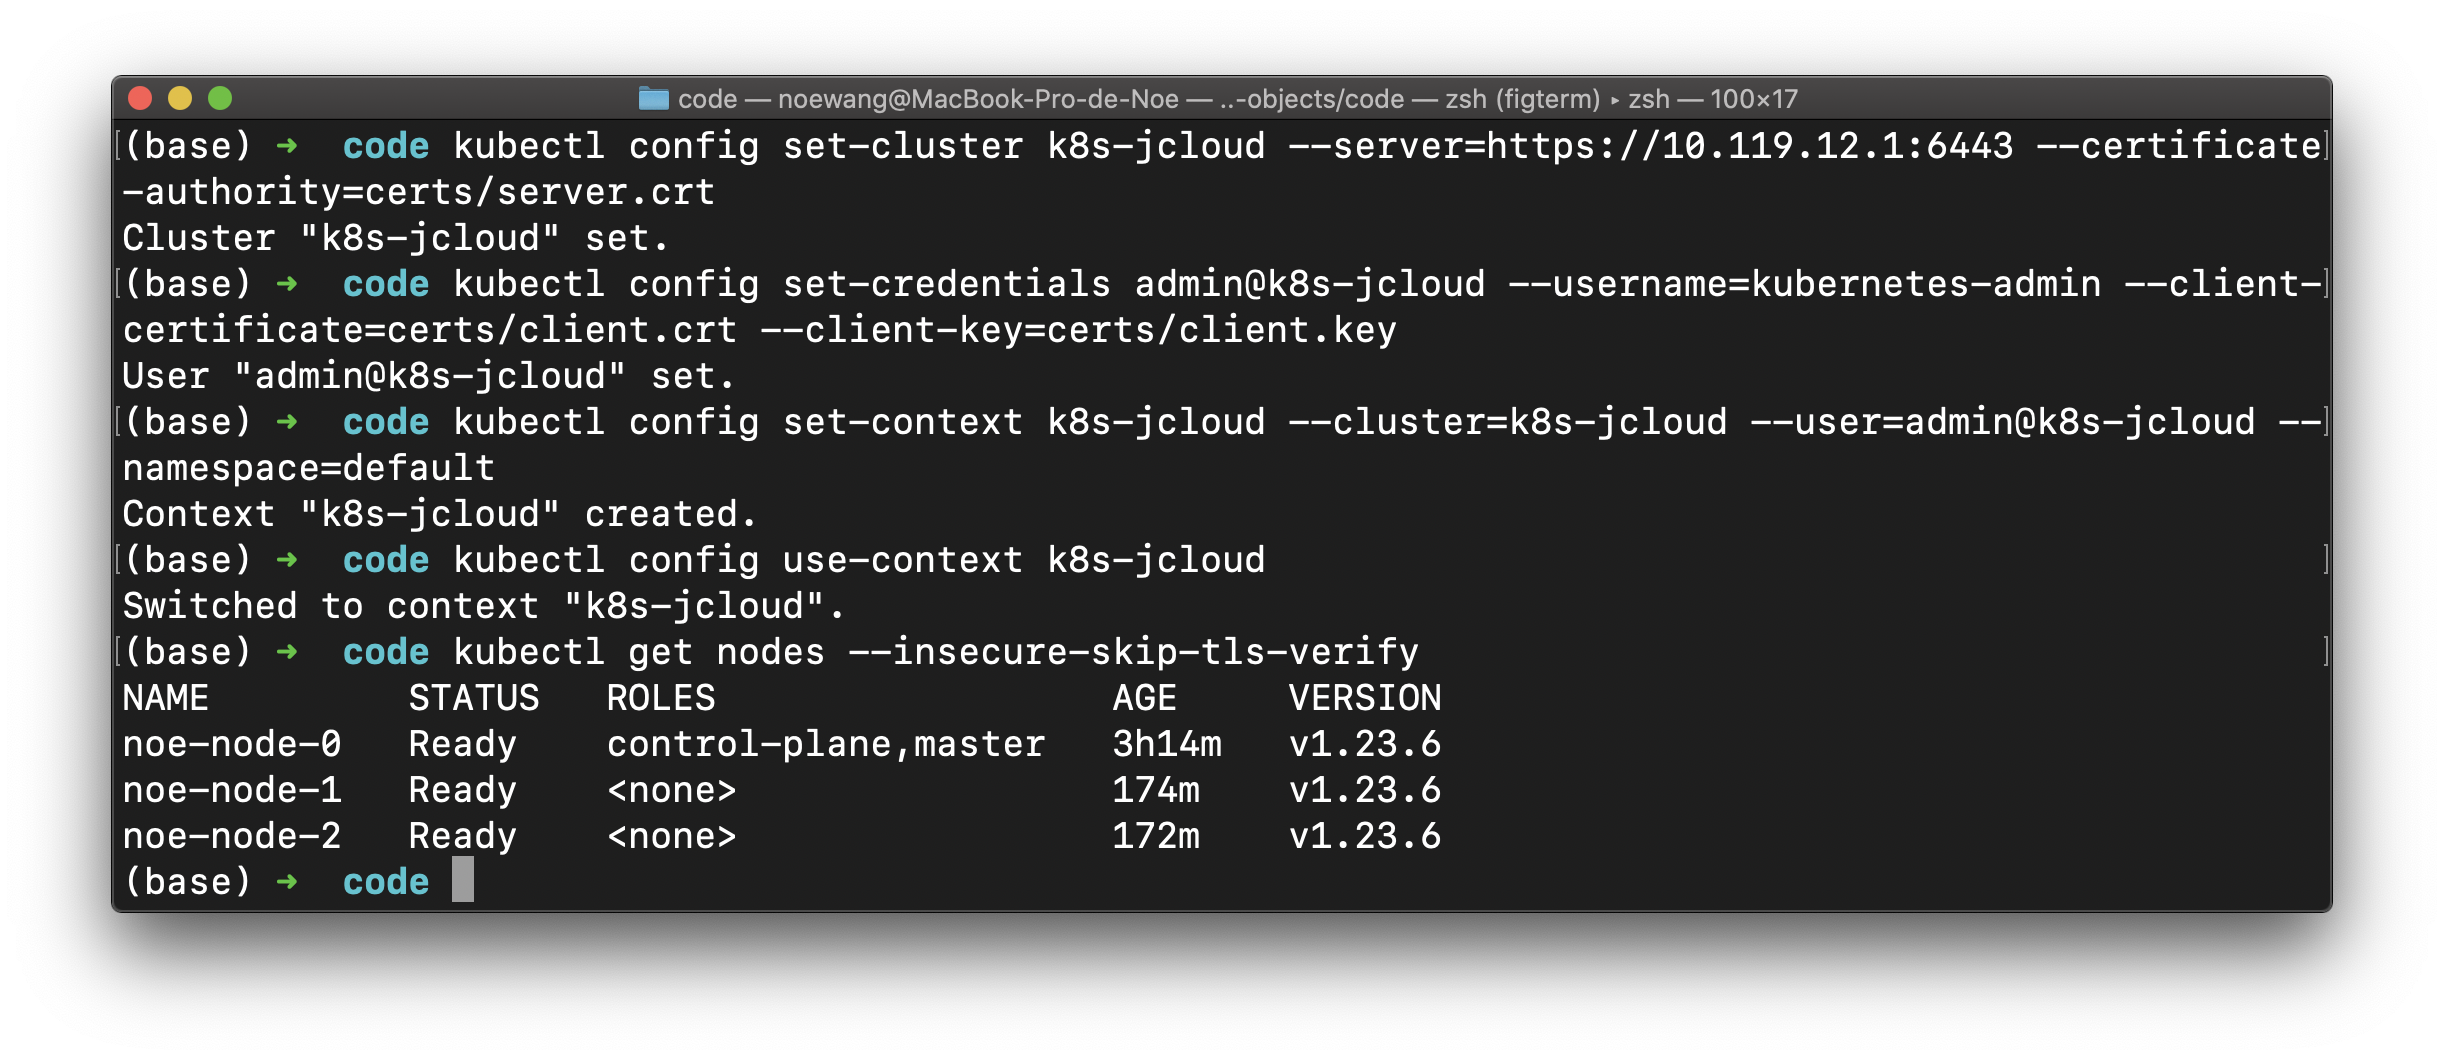 code — noewang@MacBook-Pro-de-Noe — ..-objects/code — zsh (figterm) ▸ zsh — 100×17
[(base) ➜  code kubectl config set-cluster k8s-jcloud --server=https://10.119.12.1:6443 --certificate]
-authority=certs/server.crt
Cluster "k8s-jcloud" set.
[(base) ➜  code kubectl config set-credentials admin@k8s-jcloud --username=kubernetes-admin --client-]
certificate=certs/client.crt --client-key=certs/client.key
User "admin@k8s-jcloud" set.
[(base) ➜  code kubectl config set-context k8s-jcloud --cluster=k8s-jcloud --user=admin@k8s-jcloud --]
namespace=default
Context "k8s-jcloud" created.
[(base) ➜  code kubectl config use-context k8s-jcloud ]
Switched to context "k8s-jcloud".
[(base) ➜  code kubectl get nodes --insecure-skip-tls-verify ]
NAME         STATUS   ROLES                  AGE     VERSION
noe-node-0   Ready    control-plane,master   3h14m   v1.23.6
noe-node-1   Ready    <none>                 174m    v1.23.6
noe-node-2   Ready    <none>                 172m    v1.23.6
(base) ➜  code